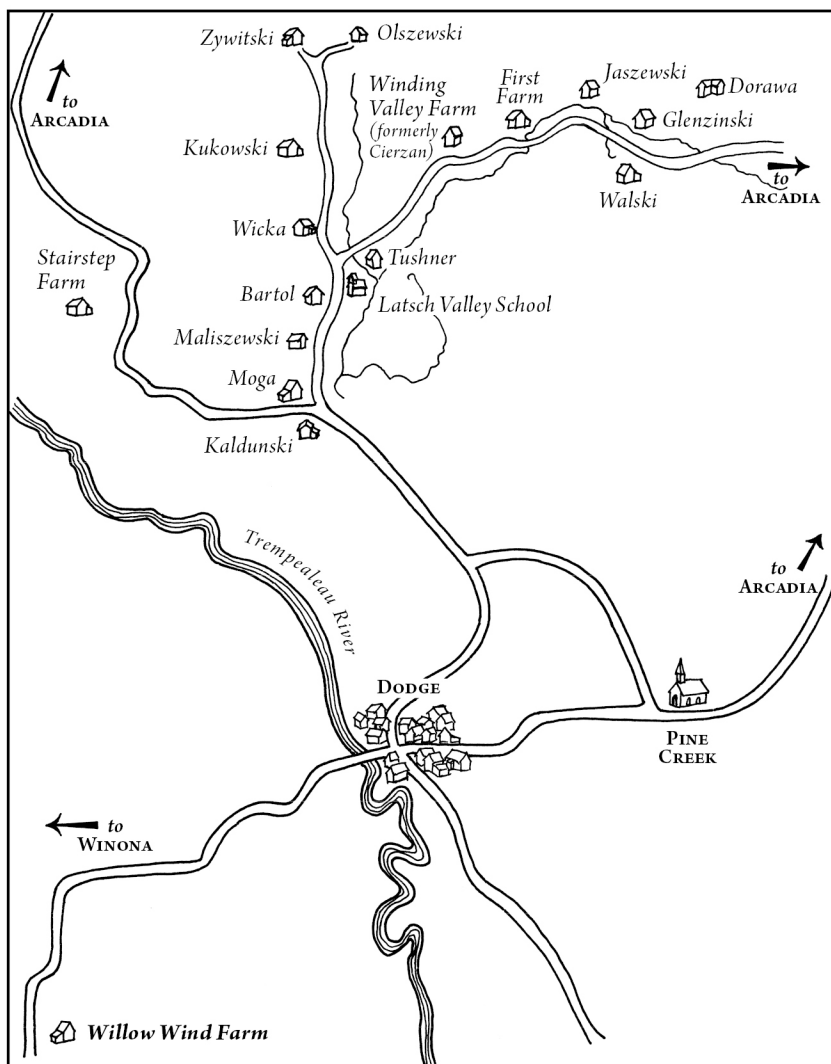 Zywitski
Olszewski
to
ARCADIA
Winding
Valley Farm
(formerly
Cierzan)
First
Farm
Jaszewski
Dorawa
Glenzinski
Kukowski
Walski
to
ARCADIA
Wicka
Stairstep
Farm
Tushner
Bartol
Latsch Valley School
Maliszewski
Moga
Kaldunski
Trempealeau River
to
ARCADIA
DODGE
PINE
CREEK
to
WINONA
Willow Wind Farm